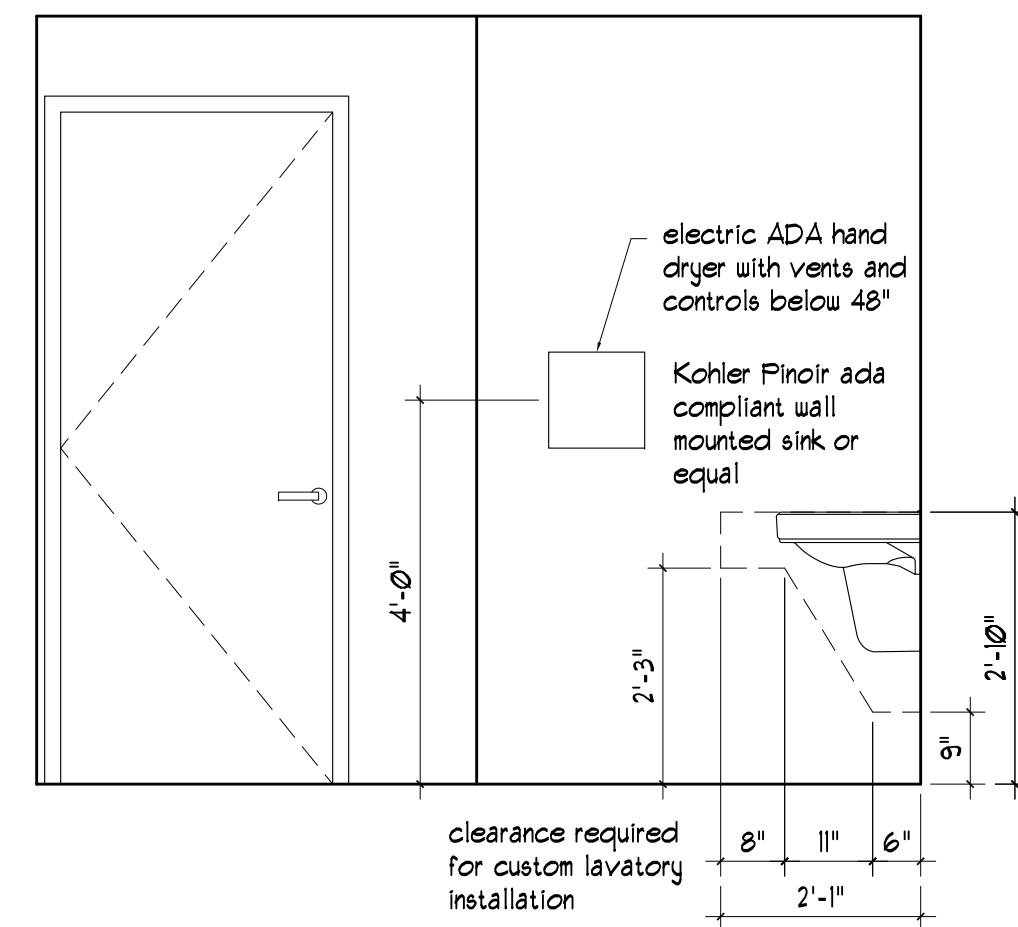 electric ADA hand
dryer with vents and
controls below 48"
Kohler Pinoir ada
compliant wall
mounted sink or
equal
4'-0"
2'-3"
2'-10"
9"
clearance required
for custom lavatory
installation
8" 11" 6"
2'-1"